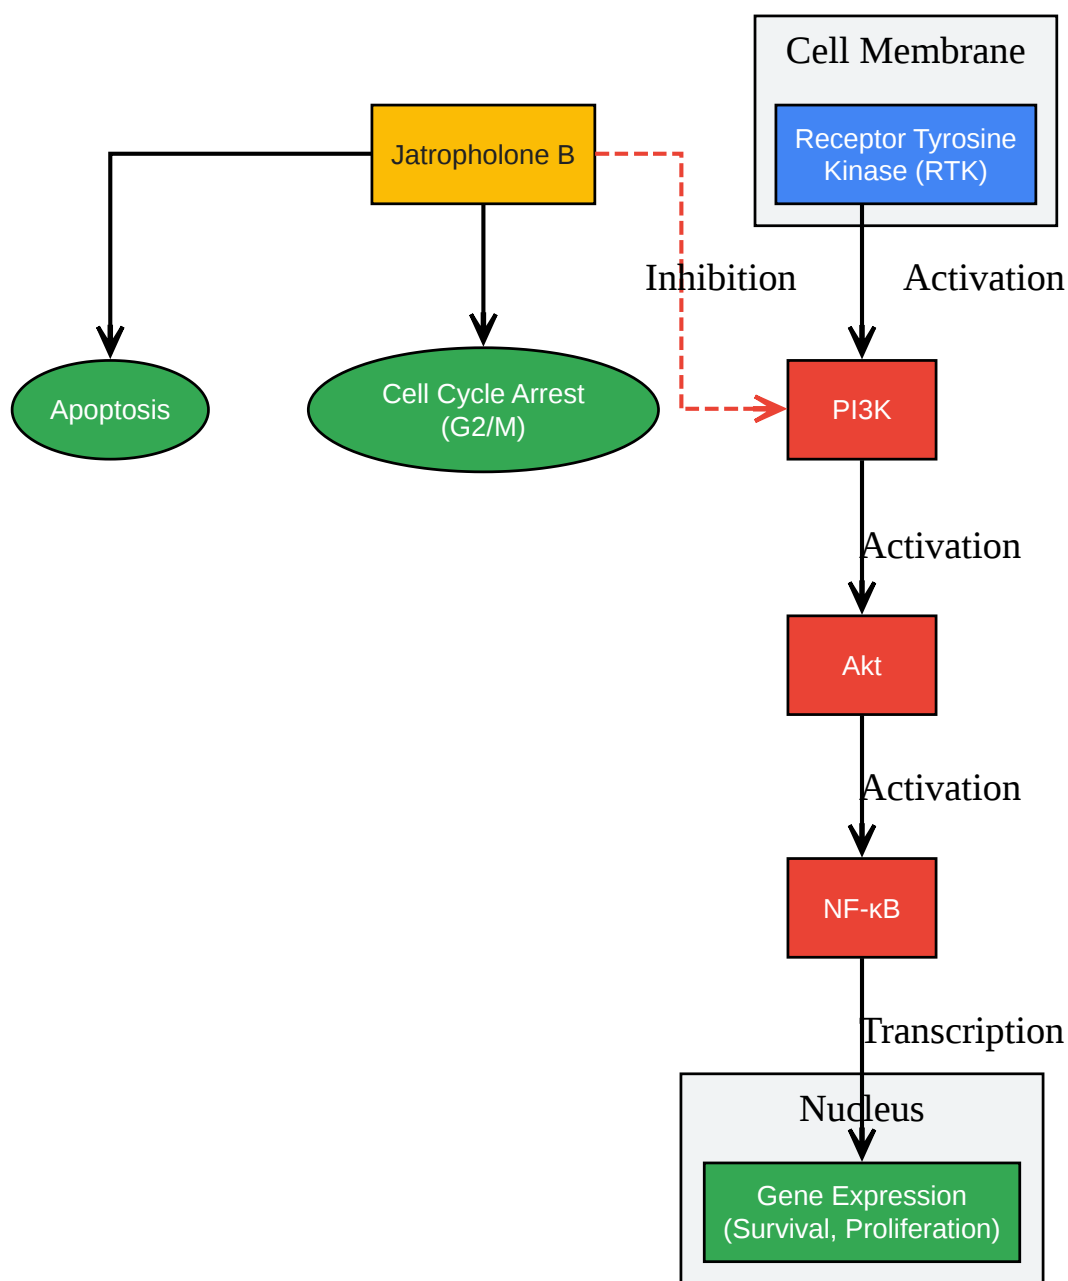 Cell Membrane
Jatropholone B
Receptor Tyrosine
Kinase (RTK)
Inhibition
Activation
Apoptosis
Cell Cycle Arrest
(G2/M)
PI3K
Activation
Akt
Activation
NF-κB
Transcription
Nucleus
Gene Expression
(Survival, Proliferation)